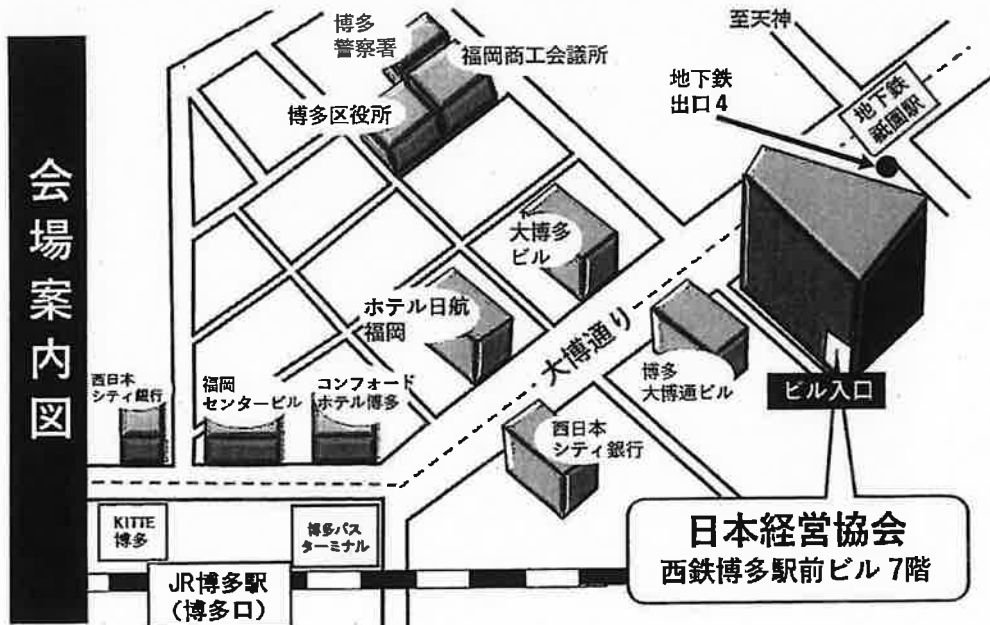 会場案内図
博多
警察署
福岡商工会議所
博多区役所
至天神
地下鉄
出口4
地下鉄
祇園駅
大博多
ビル
ホテル日航
福岡
大博通り
博多
大博通ビル
ビル入口
西日本
シティ銀行
福岡
センタービル
コンフォード
ホテル博多
西日本
シティ銀行
KITTE
博多
博多バス
ターミナル
JR博多駅
(博多口)
日本経営協会
西鉄博多駅前ビル 7階